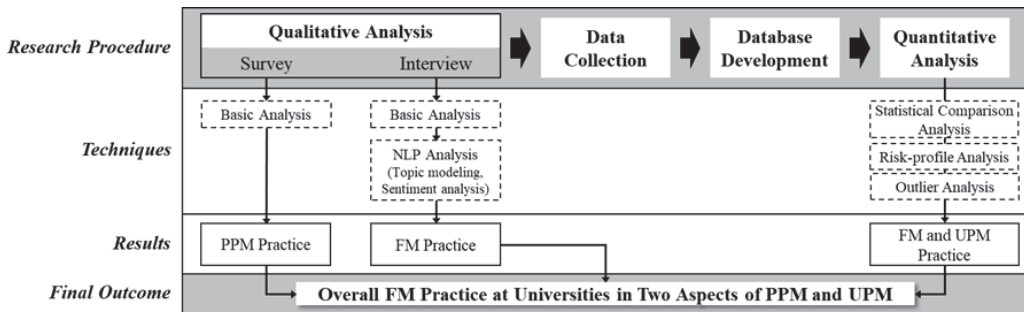 Research Procedure
Qualitative Analysis
Survey
Interview
Data
Collection
Database
Development
Quantitative
Analysis
Techniques
Basic Analysis
Basic Analysis
NLP Analysis
(Topic modeling,
Sentiment analysis)
Statistical Comparison
Analysis
Risk-profile Analysis
Outlier Analysis
Results
PPM Practice
FM Practice
FM and UPM
Practice
Final Outcome
Overall FM Practice at Universities in Two Aspects of PPM and UPM